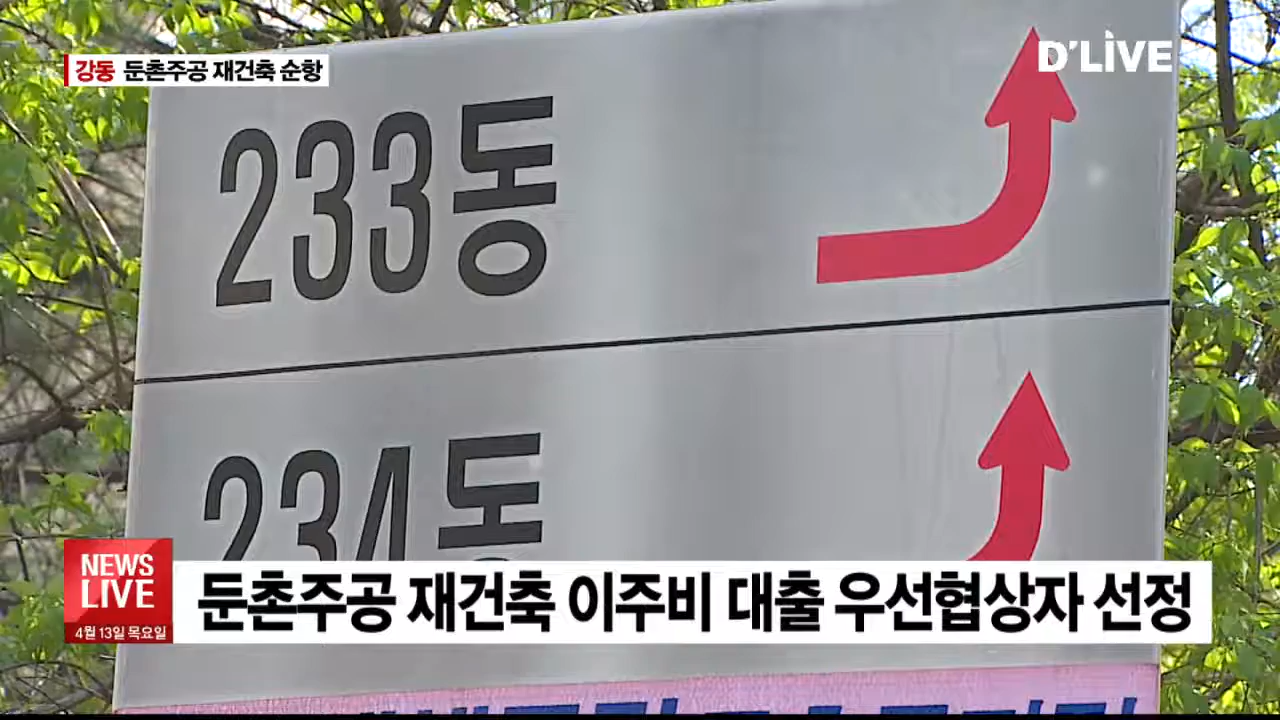 강동 둔촌주공 재건축 순항
D'LIVE
233동
234동
NEWS
LIVE
4월 13일 목요일
둔촌주공 재건축 이주비 대출 우선협상자 선정